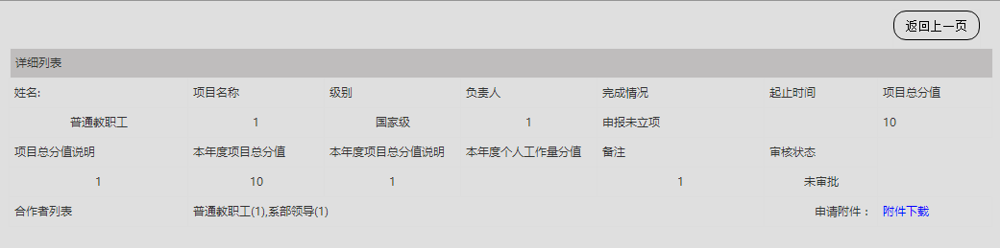 返回上一页
详细列表
姓名: 项目名称 级别 负责人 完成情况 起止时间 项目总分值
普通教职工 1 国家级 1 申报未立项 10
项目总分值说明 本年度项目总分值 本年度项目总分值说明 本年度个人工作量分值 备注 审核状态
1 10 1 1 未审批
合作者列表 普通教职工(1),系部领导(1) 申请附件： 附件下载